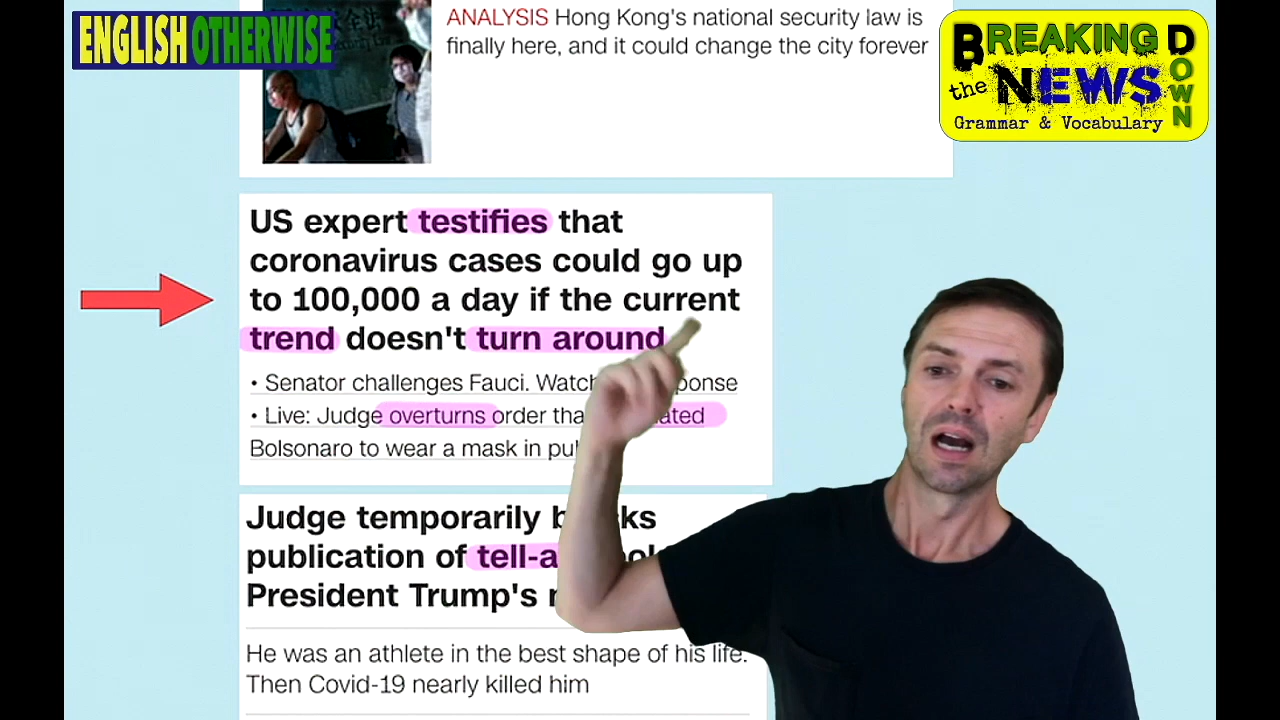 ENGLISH OTHERWISE
ANALYSIS Hong Kong's national security law is
finally here, and it could change the city forever
BREAKING DOWN
the NEWS
Grammar & Vocabulary
US expert testifies that
coronavirus cases could go up
to 100,000 a day if the current
trend doesn't turn around
• Senator challenges Fauci. Watch ponse
• Live: Judge overturns order tha ated
Bolsonaro to wear a mask in pu
Judge temporarily b ks
publication of tell-a
President Trump's
He was an athlete in the best shape of his life.
Then Covid-19 nearly killed him